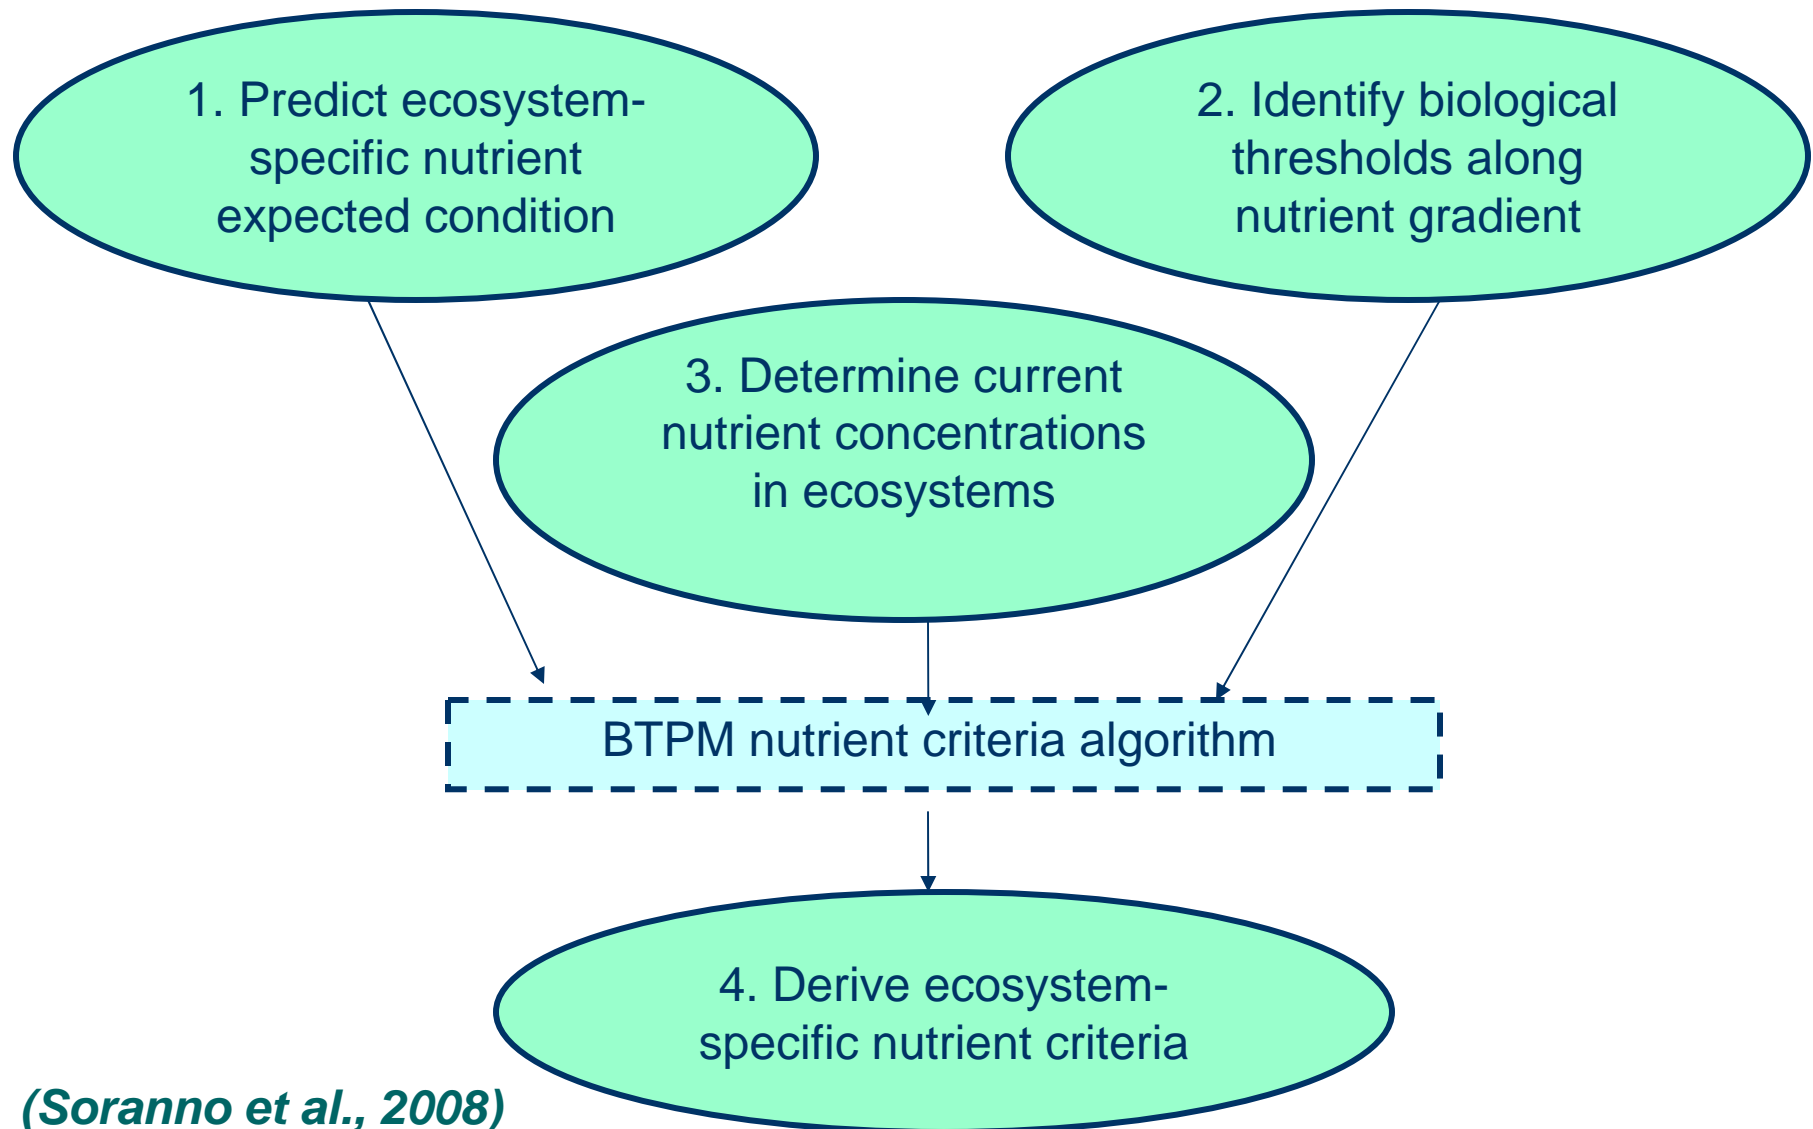 1. Predict ecosystem-
specific nutrient
expected condition
2. Identify biological
thresholds along
nutrient gradient
3. Determine current
nutrient concentrations
in ecosystems
BTPM nutrient criteria algorithm
4. Derive ecosystem-
specific nutrient criteria
(Soranno et al., 2008)